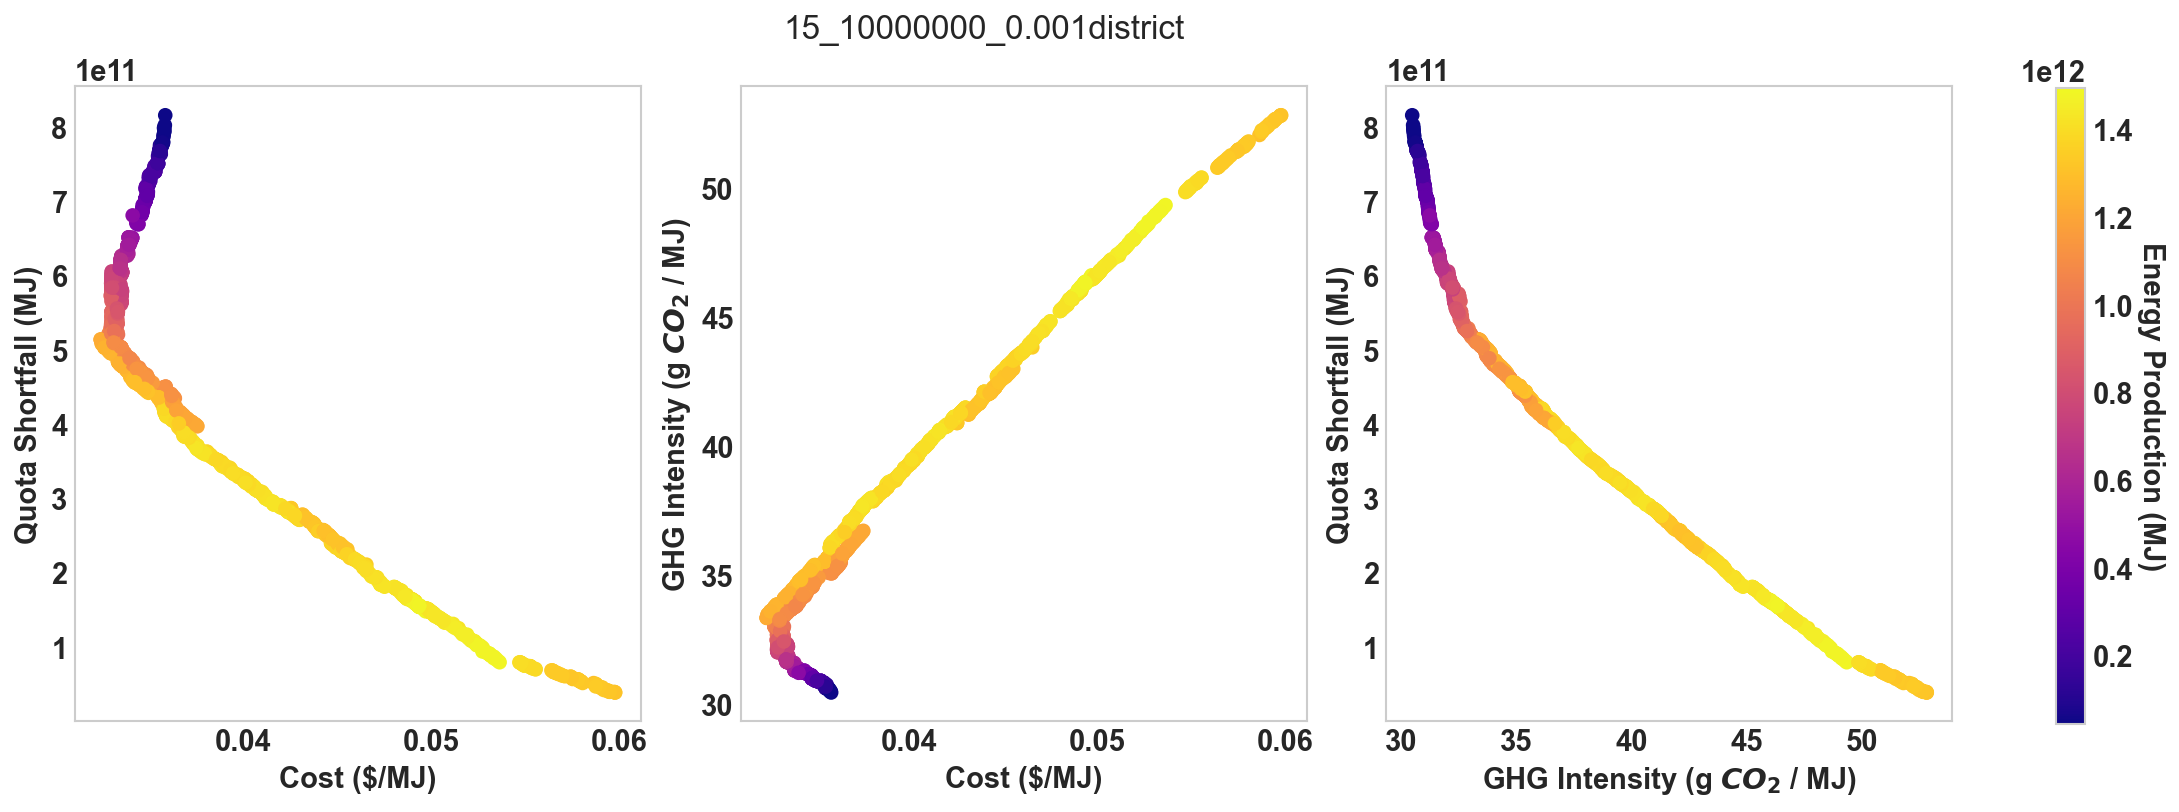 15_10000000_0.001district
1e11
8
7
6
5
4
3
2
1
Quota Shortfall (MJ)
0.04 0.05 0.06
Cost ($/MJ)
50
45
40
35
30
GHG Intensity (g CO₂ / MJ)
0.04 0.05 0.06
Cost ($/MJ)
1e11
8
7
6
5
4
3
2
1
Quota Shortfall (MJ)
30 35 40 45 50
GHG Intensity (g CO₂ / MJ)
1e12
1.4
1.2
1.0
0.8
0.6
0.4
0.2
Energy Production (MJ)